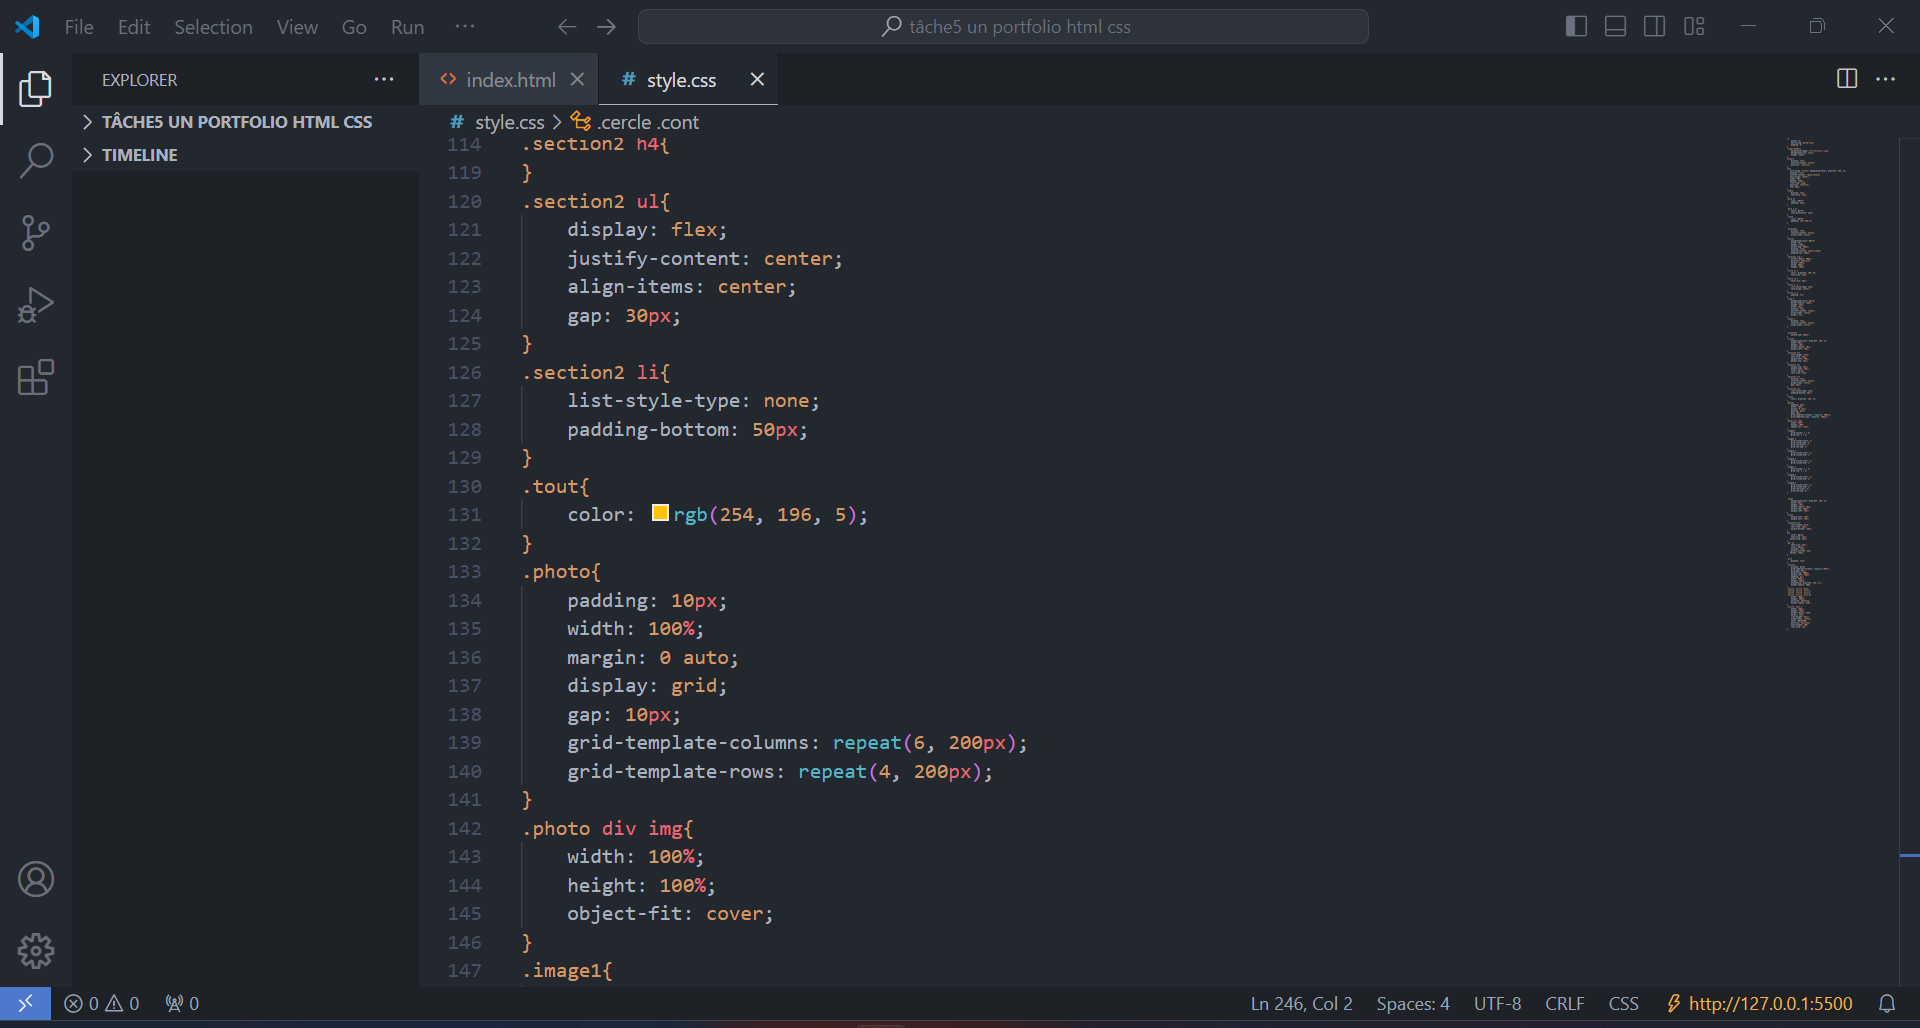 File Edit Selection View Go Run ···
tâche5 un portfolio html css
EXPLORER ···
index.html
# style.css
TÂCHE5 UN PORTFOLIO HTML CSS
TIMELINE
# style.css > .cercle .cont
114 .section2 h4{
119 }
120 .section2 ul{
121 display: flex;
122 justify-content: center;
123 align-items: center;
124 gap: 30px;
125 }
126 .section2 li{
127 list-style-type: none;
128 padding-bottom: 50px;
129 }
130 .tout{
131 color: rgb(254, 196, 5);
132 }
133 .photo{
134 padding: 10px;
135 width: 100%;
136 margin: 0 auto;
137 display: grid;
138 gap: 10px;
139 grid-template-columns: repeat(6, 200px);
140 grid-template-rows: repeat(4, 200px);
141 }
142 .photo div img{
143 width: 100%;
144 height: 100%;
145 object-fit: cover;
146 }
147 .image1{
0 0 0
Ln 246, Col 2 Spaces: 4 UTF-8 CRLF CSS http://127.0.0.1:5500